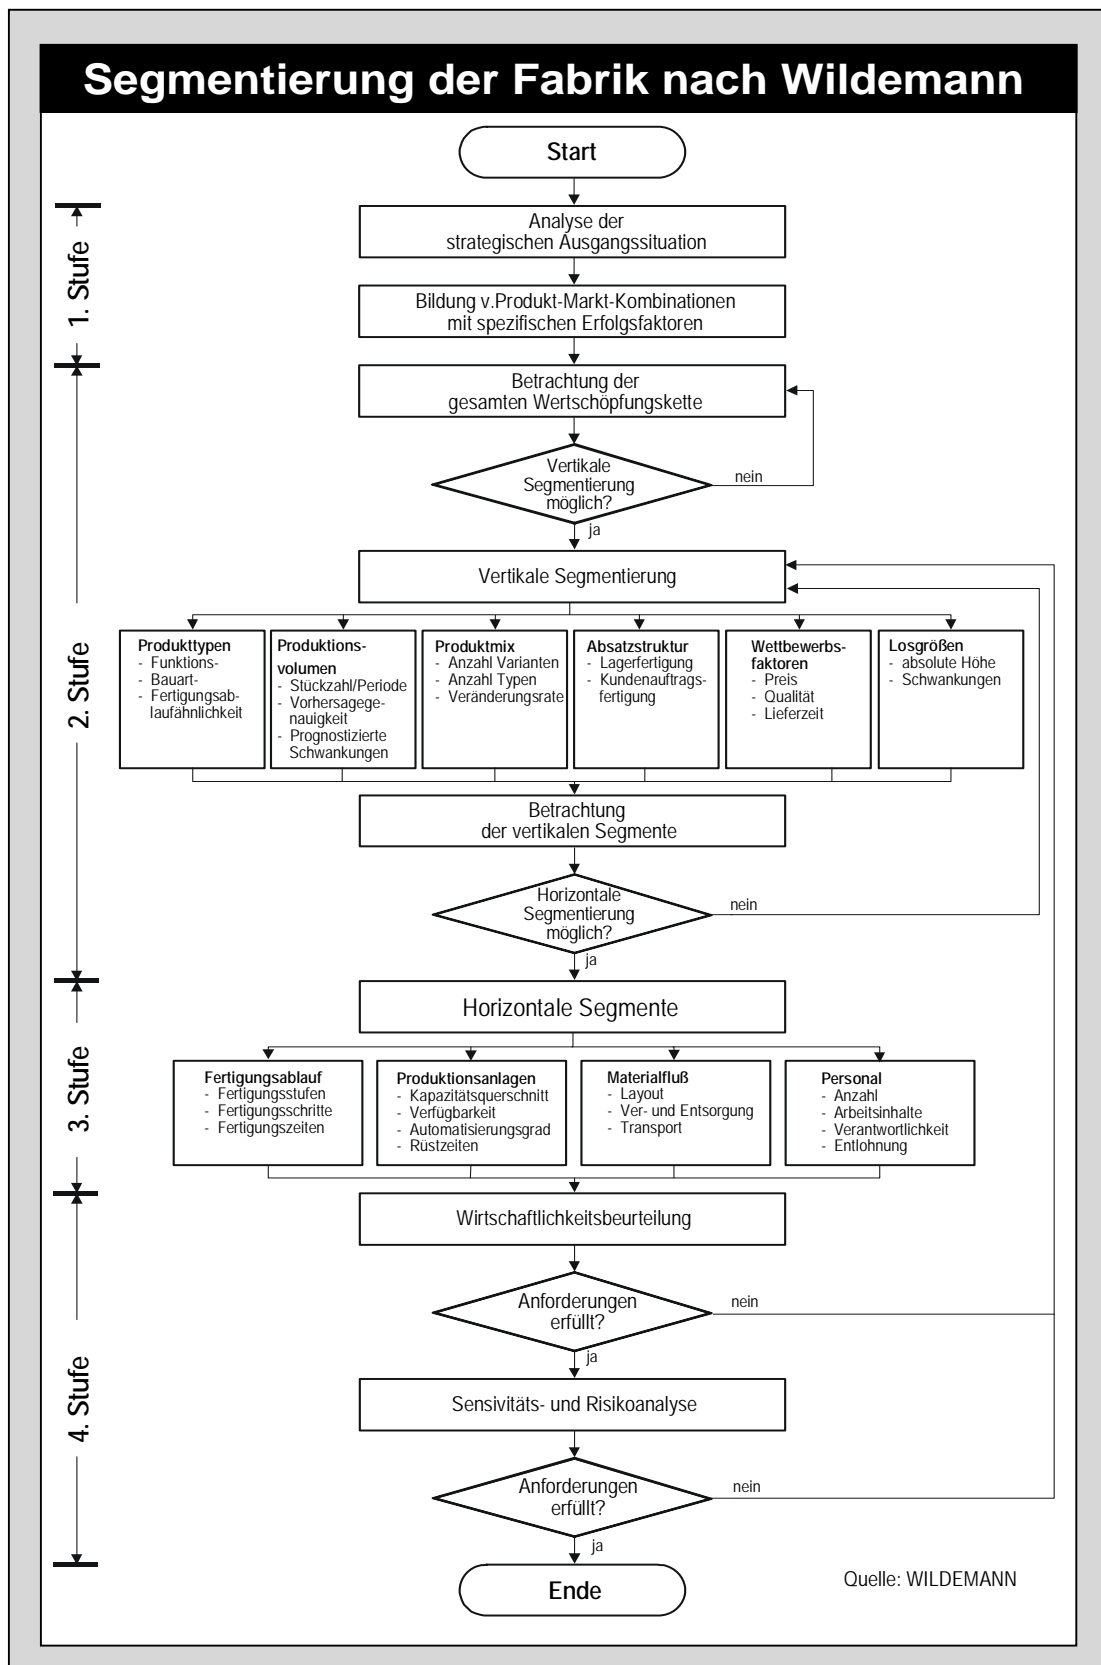 Segmentierung der Fabrik nach Wildemann
Start
1. Stufe
Analyse der
strategischen Ausgangssituation
Bildung v.Produkt-Markt-Kombinationen
mit spezifischen Erfolgsfaktoren
2. Stufe
Betrachtung der
gesamten Wertschöpfungskette
Vertikale
Segmentierung
möglich?
nein
ja
Vertikale Segmentierung
Produkttypen
- Funktions-
- Bauart-
- Fertigungsab-
laufähnlichkeit
Produktions-
volumen
- Stückzahl/Periode
- Vorhersagege-
nauigkeit
- Prognostizierte
Schwankungen
Produktmix
- Anzahl Varianten
- Anzahl Typen
- Veränderungsrate
Absatzstruktur
- Lagerfertigung
- Kundenauftrags-
fertigung
Wettbewerbs-
faktoren
- Preis
- Qualität
- Lieferzeit
Losgrößen
- absolute Höhe
- Schwankungen
Betrachtung
der vertikalen Segmente
Horizontale
Segmentierung
möglich?
nein
ja
3. Stufe
Horizontale Segmente
Fertigungsablauf
- Fertigungsstufen
- Fertigungsschritte
- Fertigungszeiten
Produktionsanlagen
- Kapazitätsquerschnitt
- Verfügbarkeit
- Automatisierungsgrad
- Rüstzeiten
Materialfluß
- Layout
- Ver- und Entsorgung
- Transport
Personal
- Anzahl
- Arbeitsinhalte
- Verantwortlichkeit
- Entlohnung
4. Stufe
Wirtschaftlichkeitsbeurteilung
Anforderungen
erfüllt?
nein
ja
Sensivitäts- und Risikoanalyse
Anforderungen
erfüllt?
nein
ja
Ende
Quelle: WILDEMANN